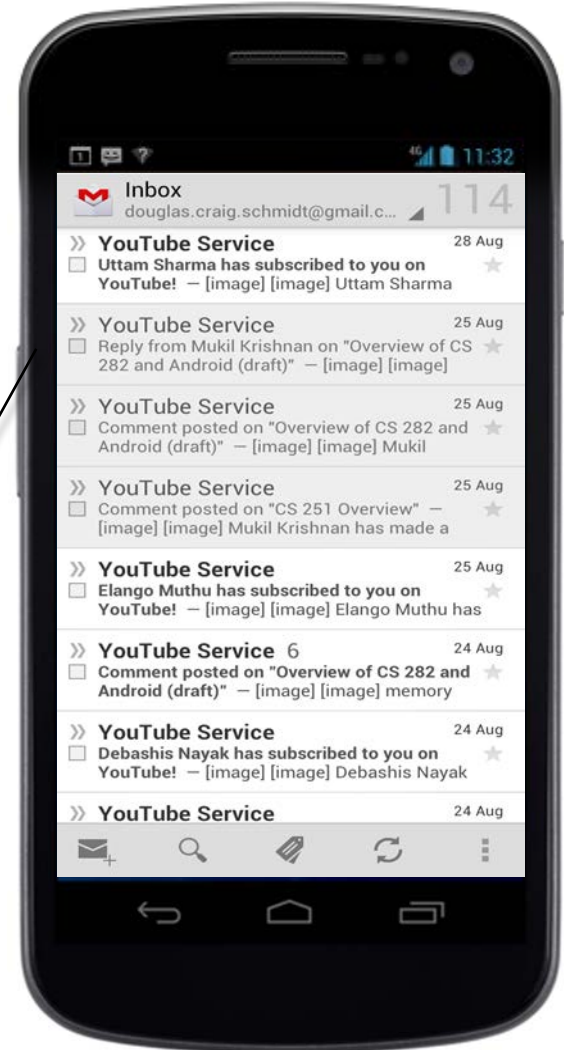 1
4G 11:32
Inbox 114
douglas.craig.schmidt@gmail.c...
YouTube Service 28 Aug
Uttam Sharma has subscribed to you on
YouTube! – [image] [image] Uttam Sharma
YouTube Service 25 Aug
Reply from Mukil Krishnan on "Overview of CS
282 and Android (draft)" – [image] [image]
YouTube Service 25 Aug
Comment posted on "Overview of CS 282 and
Android (draft)" – [image] [image] Mukil
YouTube Service 25 Aug
Comment posted on "CS 251 Overview" –
[image] [image] Mukil Krishnan has made a
YouTube Service 25 Aug
Elango Muthu has subscribed to you on
YouTube! – [image] [image] Elango Muthu has
YouTube Service 6 24 Aug
Comment posted on "Overview of CS 282 and
Android (draft)" – [image] [image] memory
YouTube Service 24 Aug
Debashis Nayak has subscribed to you on
YouTube! – [image] [image] Debashis Nayak
YouTube Service 24 Aug